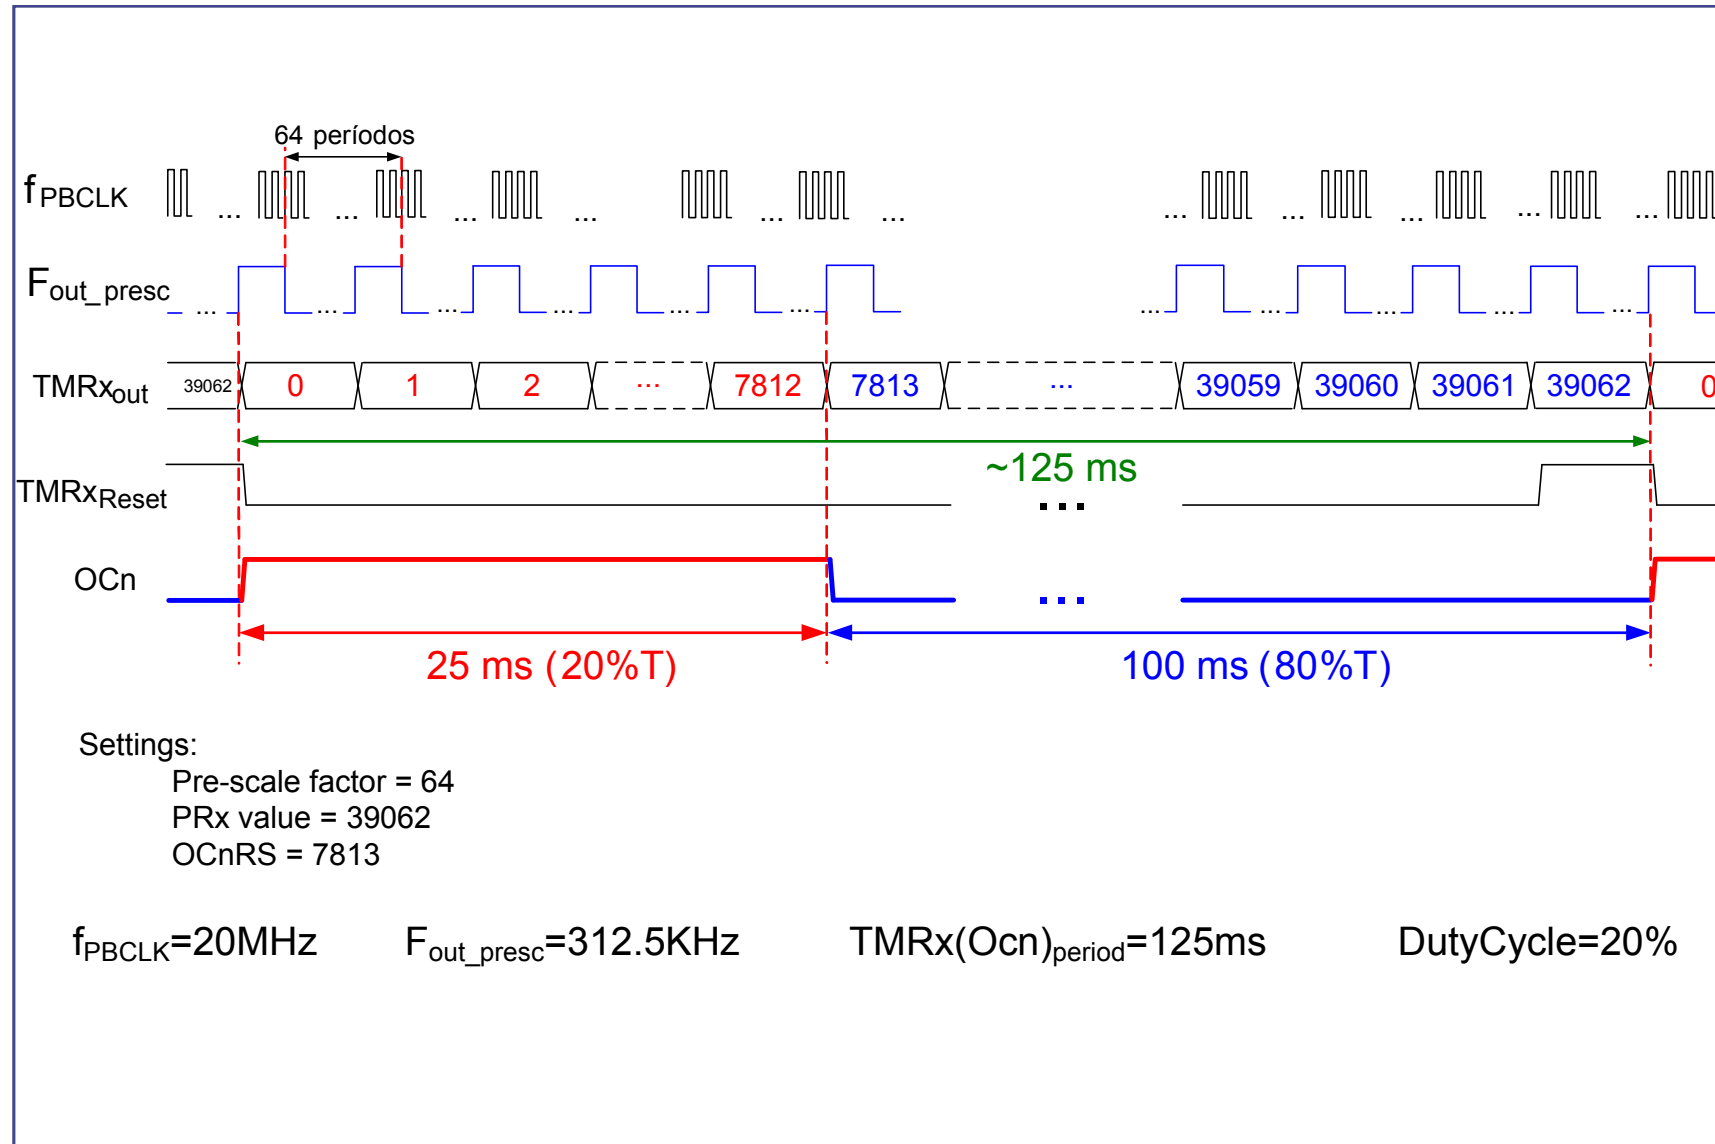 64 períodos
fPBCLK ... ... ... ... ... ... ... ... ... ... ...
Fout_presc ... ... ... ... ... ... ... ... ... ... ...
TMRxout 39062 0 1 2 ... 7812 7813 ... 39059 39060 39061 39062 0
~125 ms
TMRxReset ...
OCn ...
25 ms (20%T) 100 ms (80%T)
Settings:
Pre-scale factor = 64
PRx value = 39062
OCnRS = 7813
fPBCLK=20MHz Fout_presc=312.5KHz TMRx(Ocn)period=125ms DutyCycle=20%